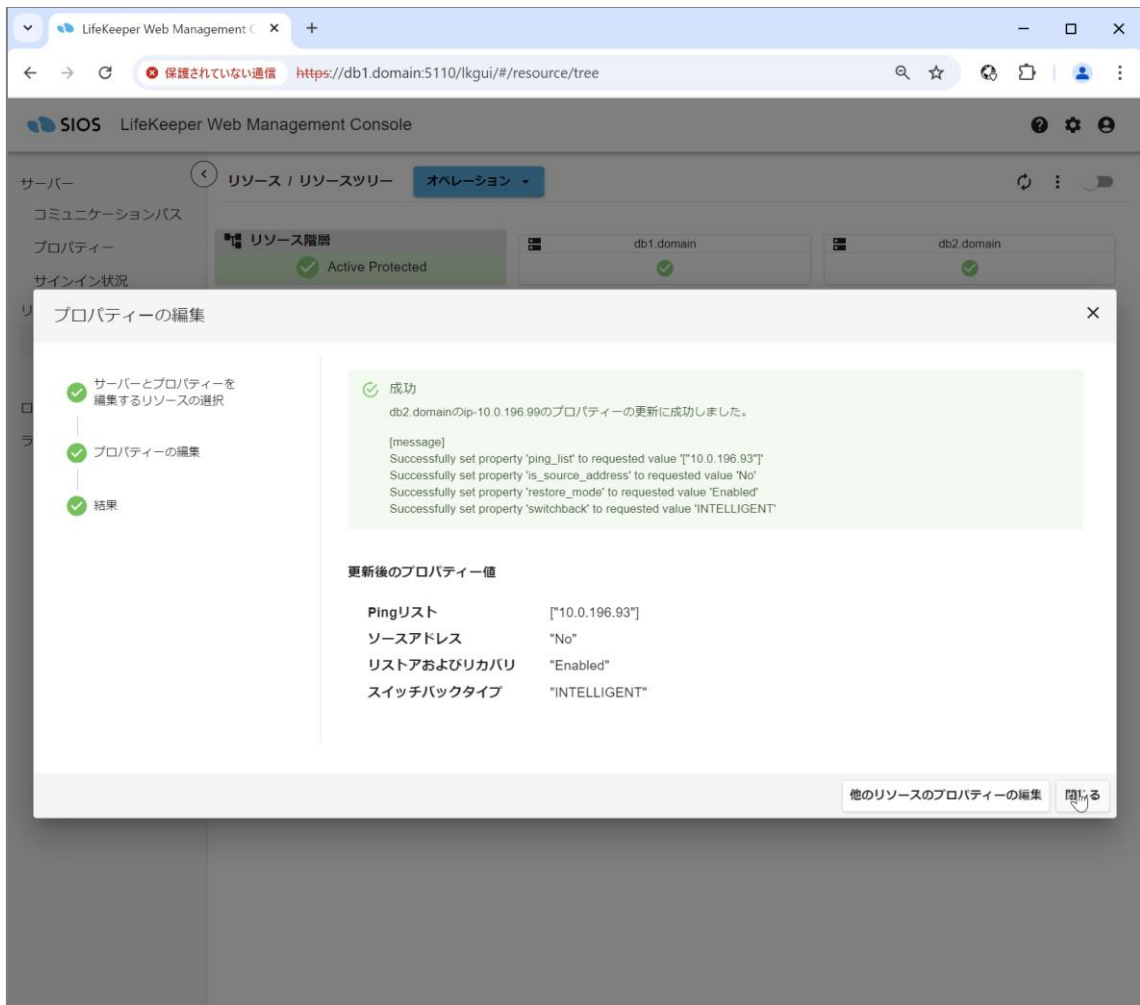 LifeKeeper Web Management C
保護されていない通信 https://db1.domain:5110/lkgui/#/resource/tree
SIOS LifeKeeper Web Management Console
サーバー
コミュニケーションパス
プロパティー
サインイン状況
リ
ロ
ラ
リソース / リソースツリー オペレーション
リソース階層
Active Protected
db1.domain
db2.domain
プロパティーの編集
サーバーとプロパティーを
編集するリソースの選択
プロパティーの編集
結果
成功
db2.domainのip-10.0.196.99のプロパティーの更新に成功しました。
[message]
Successfully set property 'ping_list' to requested value '["10.0.196.93"]'
Successfully set property 'is_source_address' to requested value 'No'
Successfully set property 'restore_mode' to requested value 'Enabled'
Successfully set property 'switchback' to requested value 'INTELLIGENT'
更新後のプロパティー値
Pingリスト ["10.0.196.93"]
ソースアドレス "No"
リストアおよびリカバリ "Enabled"
スイッチバックタイプ "INTELLIGENT"
他のリソースのプロパティーの編集 閉じる